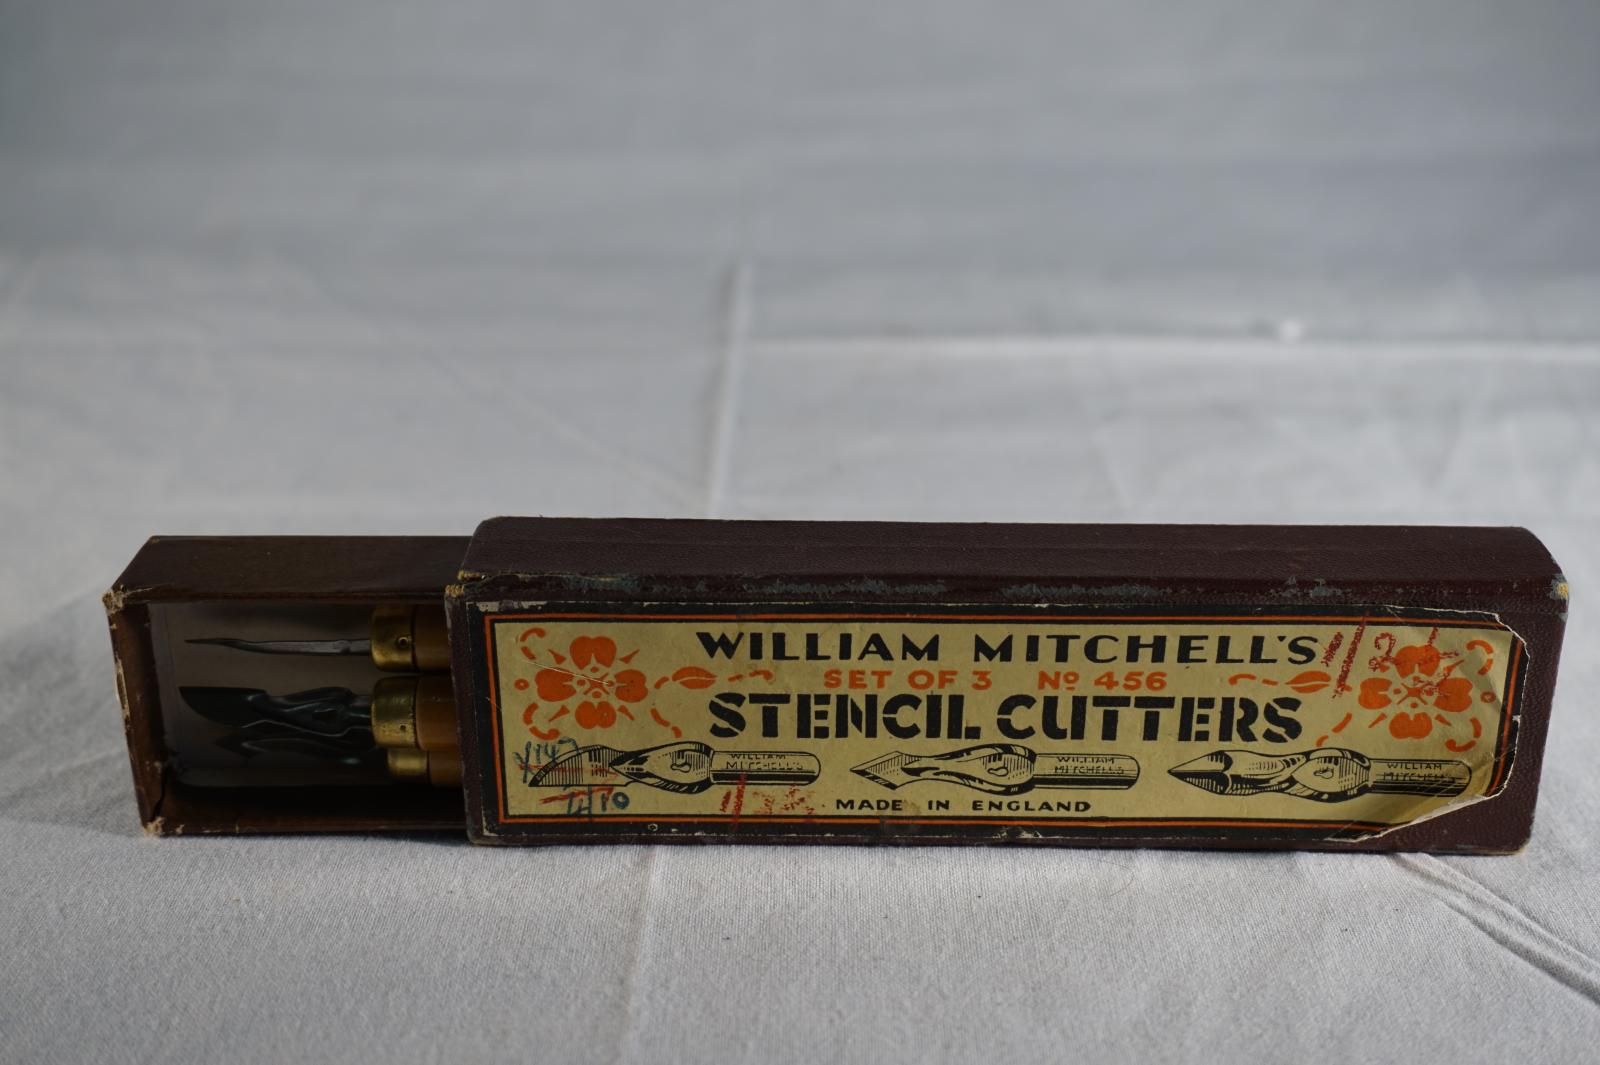 WILLIAM MITCHELL'S
SET OF 3 Nº 456
STENCIL CUTTERS
WILLIAM
MITCHELL'S
WILLIAM
MITCHELL'S
WILLIAM
MITCHELL'S
MADE IN ENGLAND